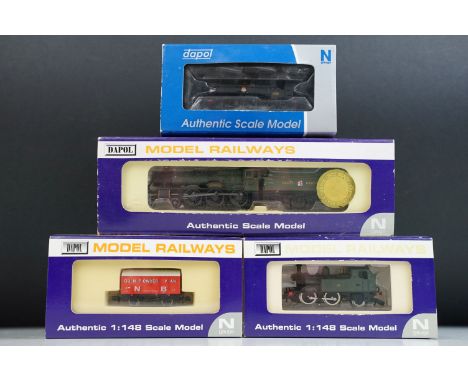 dapol
N
Authentic Scale Model
DAPOL MODEL RAILWAYS
Authentic Scale Model
N
DAPOL MODEL RAILWAYS
N B
Authentic 1:148 Scale Model
N
DAPOL MODEL RAILWAYS
Authentic 1:148 Scale Model
N